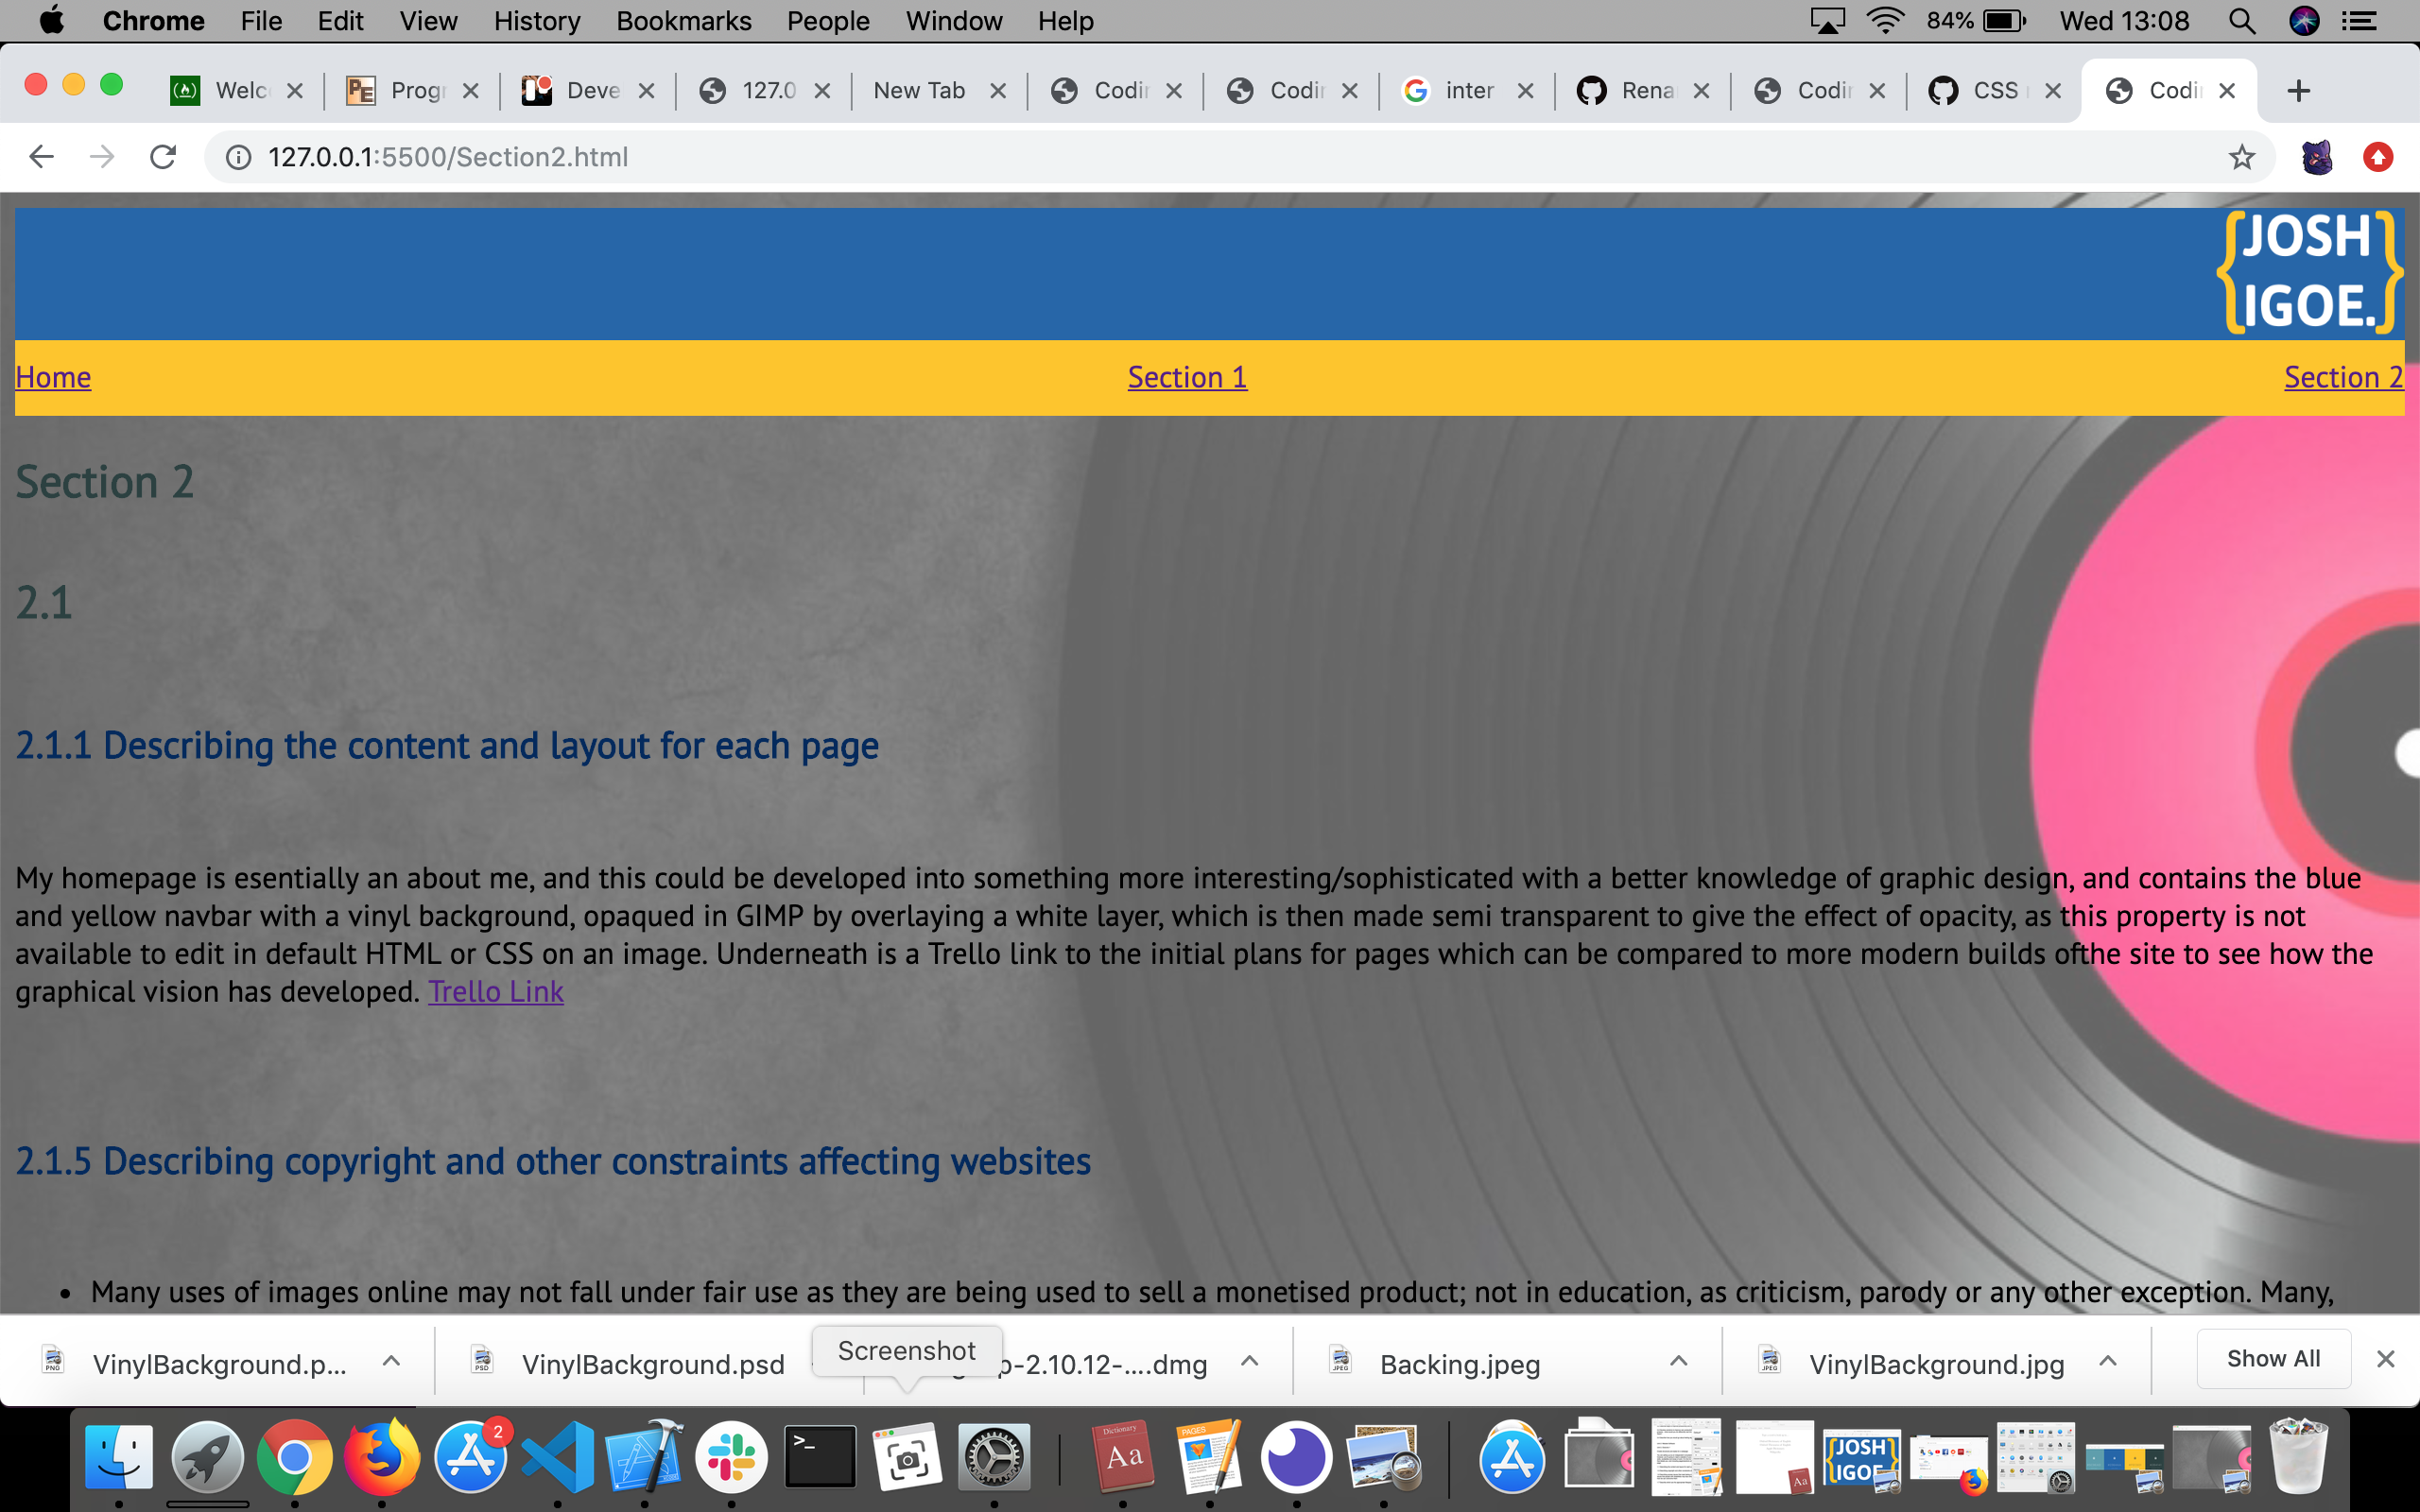 Chrome File Edit View History Bookmarks People Window Help 84% Wed 13:08
Welc Progr Deve 127.0 New Tab Codin Codin inter Rena Codin CSS Codin
127.0.0.1:5500/Section2.html
{JOSH
IGOE.}
Home Section 1 Section 2
Section 2
2.1
2.1.1 Describing the content and layout for each page
My homepage is esentially an about me, and this could be developed into something more interesting/sophisticated with a better knowledge of graphic design, and contains the blue
and yellow navbar with a vinyl background, opaqued in GIMP by overlaying a white layer, which is then made semi transparent to give the effect of opacity, as this property is not
available to edit in default HTML or CSS on an image. Underneath is a Trello link to the initial plans for pages which can be compared to more modern builds ofthe site to see how the
graphical vision has developed. Trello Link
2.1.5 Describing copyright and other constraints affecting websites
• Many uses of images online may not fall under fair use as they are being used to sell a monetised product; not in education, as criticism, parody or any other exception. Many,
VinylBackground.p... VinylBackground.psd p-2.10.12-....dmg Backing.jpeg VinylBackground.jpg Show All
Screenshot
2
Dictionary
Aa
PAGES
JOSH
IGOE